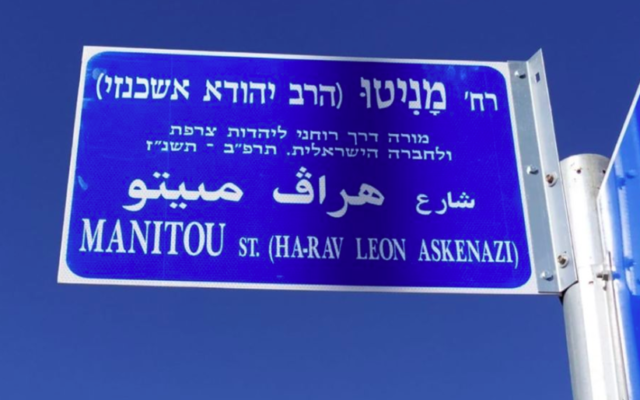 רח' מָנִיטוּ (הרב יהודא אשכנזי)
מורה דרך רוחני ליהדות צרפת
ולחברה הישראלית. תרפ"ב - תשנ"ז
شارع هراڤ مىيتو
MANITOU ST. (HA-RAV LEON ASKENAZI)